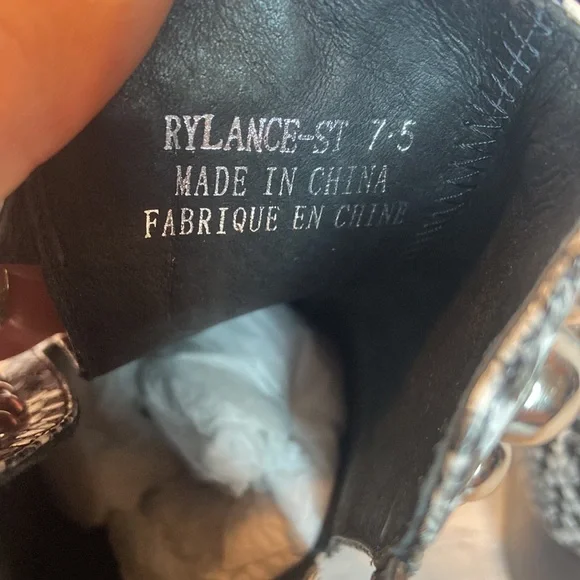 RYLANCE-ST 7.5
MADE IN CHINA
FABRIQUE EN CHINE